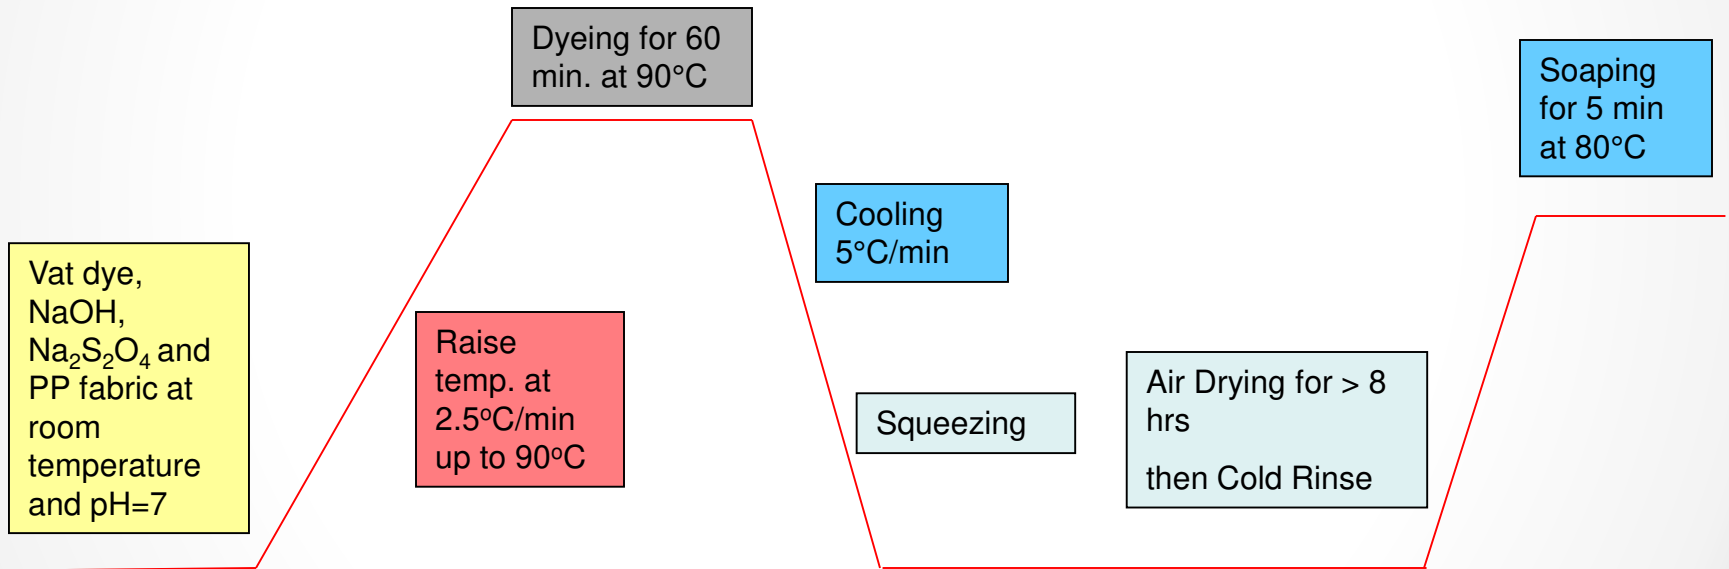 Vat dye,
NaOH,
Na₂S₂O₄ and
PP fabric at
room
temperature
and pH=7
Raise
temp. at
2.5ºC/min
up to 90ºC
Dyeing for 60
min. at 90°C
Cooling
5°C/min
Squeezing
Air Drying for > 8
hrs
then Cold Rinse
Soaping
for 5 min
at 80°C